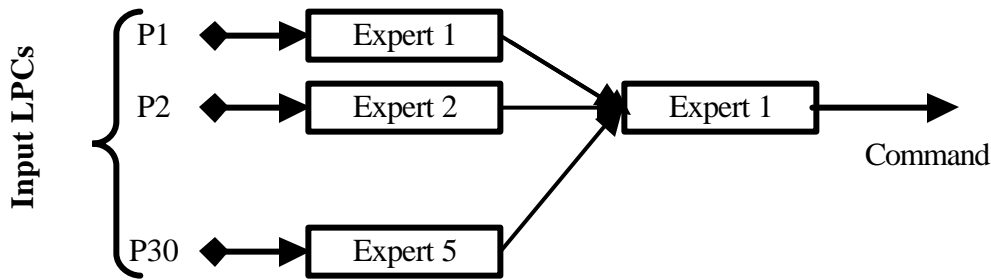 Input LPCs
P1
Expert 1
P2
Expert 2
Expert 1
Command
P30
Expert 5